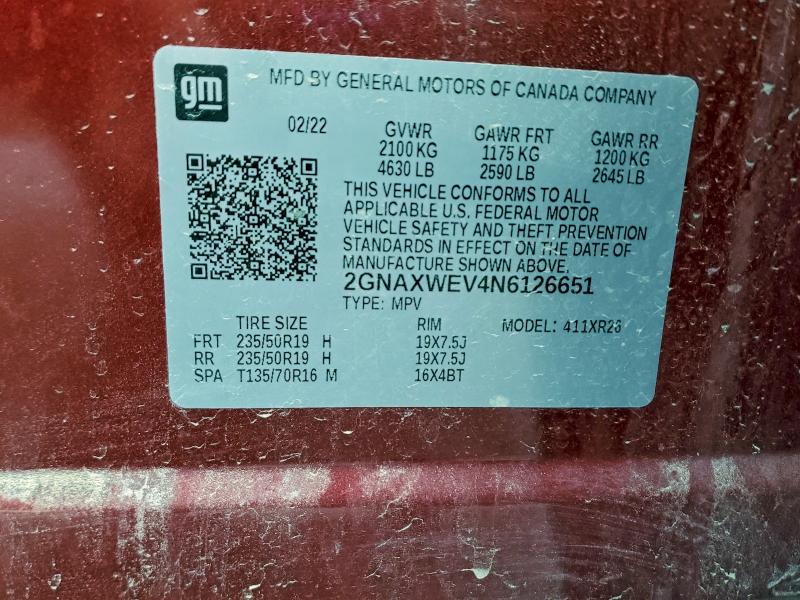 gm
MFD BY GENERAL MOTORS OF CANADA COMPANY
02/22 GVWR GAWR FRT GAWR RR
2100 KG 1175 KG 1200 KG
4630 LB 2590 LB 2645 LB
THIS VEHICLE CONFORMS TO ALL
APPLICABLE U.S. FEDERAL MOTOR
VEHICLE SAFETY AND THEFT PREVENTION
STANDARDS IN EFFECT ON THE DATE OF
MANUFACTURE SHOWN ABOVE.
2GNAXWEV4N6126651
TYPE: MPV
TIRE SIZE RIM MODEL: 411XR26
FRT 235/50R19 H 19X7.5J
RR 235/50R19 H 19X7.5J
SPA T135/70R16 M 16X4BT